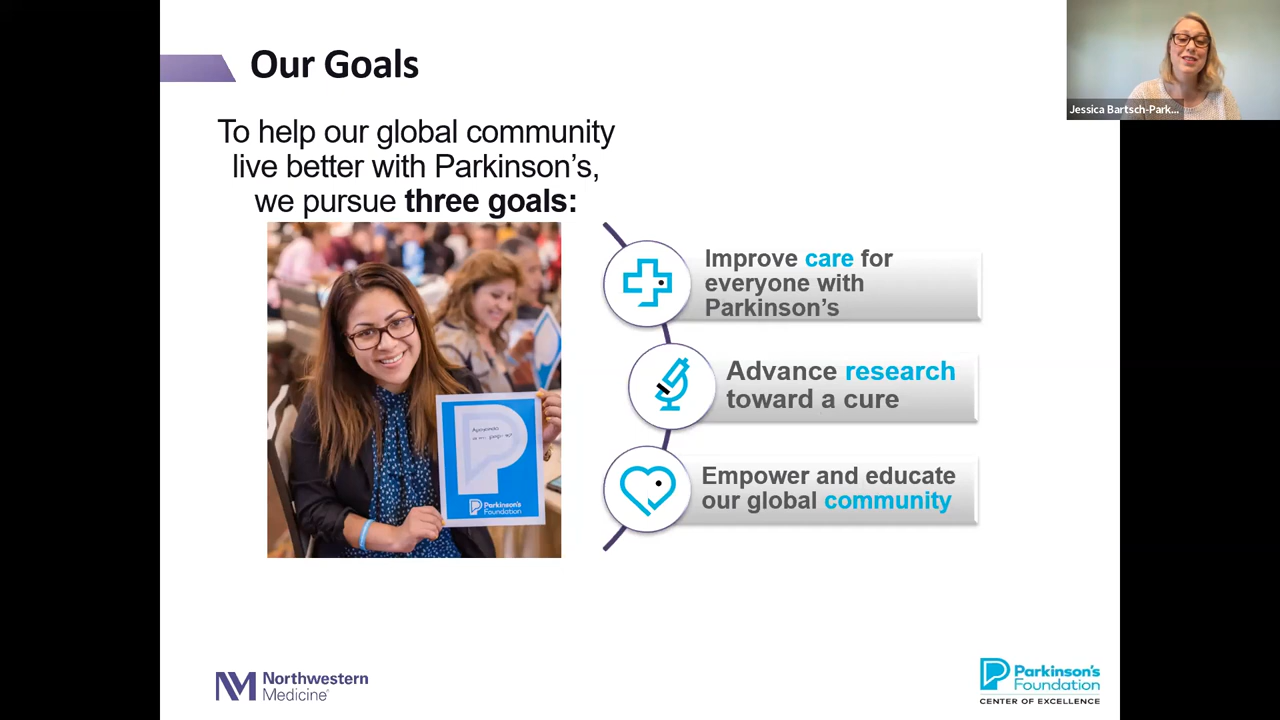 Our Goals
Jessica Bartsch-Park...
To help our global community
live better with Parkinson's,
we pursue three goals:
Improve care for
everyone with
Parkinson's
Advance research
toward a cure
Empower and educate
our global community
Parkinson's
Foundation
Northwestern
Medicine®
Parkinson's
Foundation
CENTER OF EXCELLENCE